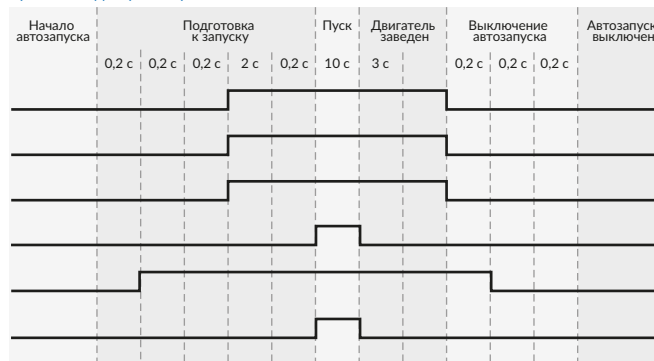 Начало
автозапуска
Подготовка
к запуску
Пуск
Двигатель
заведен
Выключение
автозапуска
Автозапуск
выключен
0,2 с 0,2 с 0,2 с 2 с 0,2 с 10 с 3 с 0,2 с 0,2 с 0,2 с